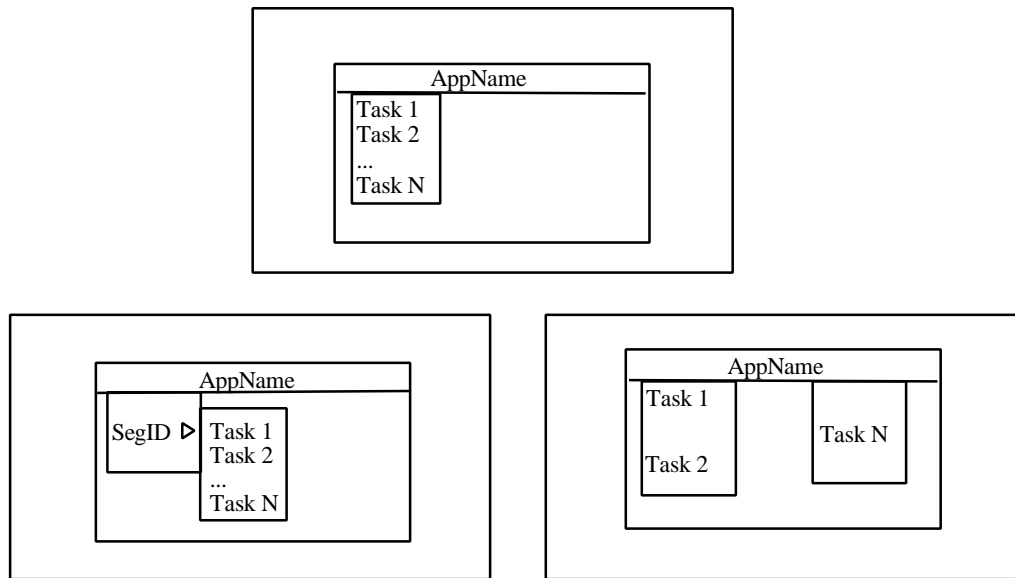 AppName
Task 1
Task 2
...
Task N
AppName
SegID
Task 1
Task 2
...
Task N
AppName
Task 1
Task 2
Task N